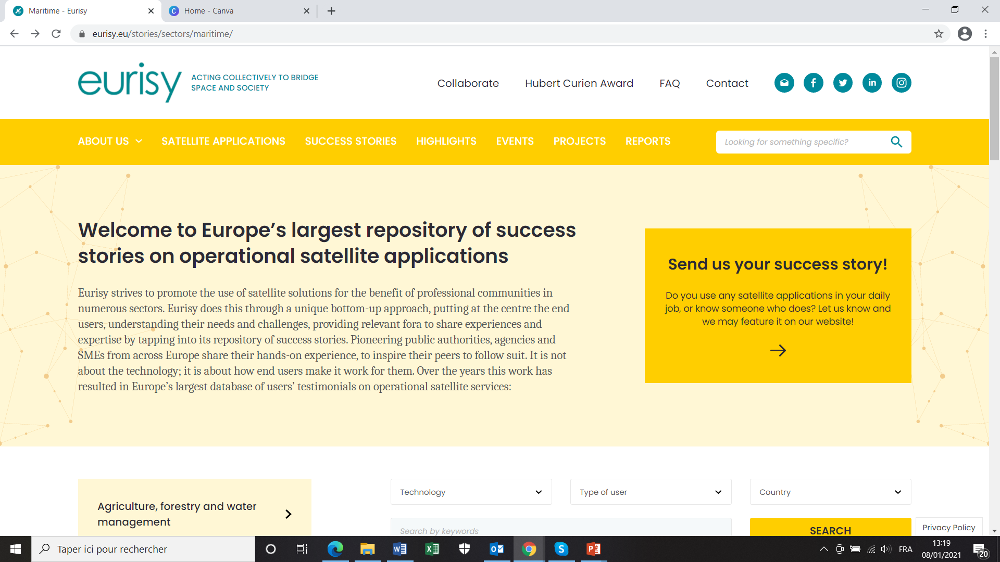 Maritime - Eurisy
Home - Canva
eurisy.eu/stories/sectors/maritime/
eurisy
ACTING COLLECTIVELY TO BRIDGE
SPACE AND SOCIETY
Collaborate
Hubert Curien Award
FAQ
Contact
ABOUT US
SATELLITE APPLICATIONS
SUCCESS STORIES
HIGHLIGHTS
EVENTS
PROJECTS
REPORTS
Looking for something specific?
Welcome to Europe’s largest repository of success
stories on operational satellite applications
Eurisy strives to promote the use of satellite solutions for the benefit of professional communities in
numerous sectors. Eurisy does this through a unique bottom-up approach, putting at the centre the end
users, understanding their needs and challenges, providing relevant fora to share experiences and
expertise by tapping into its repository of success stories. Pioneering public authorities, agencies and
SMEs from across Europe share their hands-on experience, to inspire their peers to follow suit. It is not
about the technology; it is about how end users make it work for them. Over the years this work has
resulted in Europe’s largest database of users’ testimonials on operational satellite services:
Send us your success story!
Do you use any satellite applications in your daily
job, or know someone who does? Let us know and
we may feature it on our website!
Agriculture, forestry and water
management
Technology
Type of user
Country
Search by keywords
SEARCH
Privacy Policy
Taper ici pour rechercher
FRA
13:19
08/01/2021
20